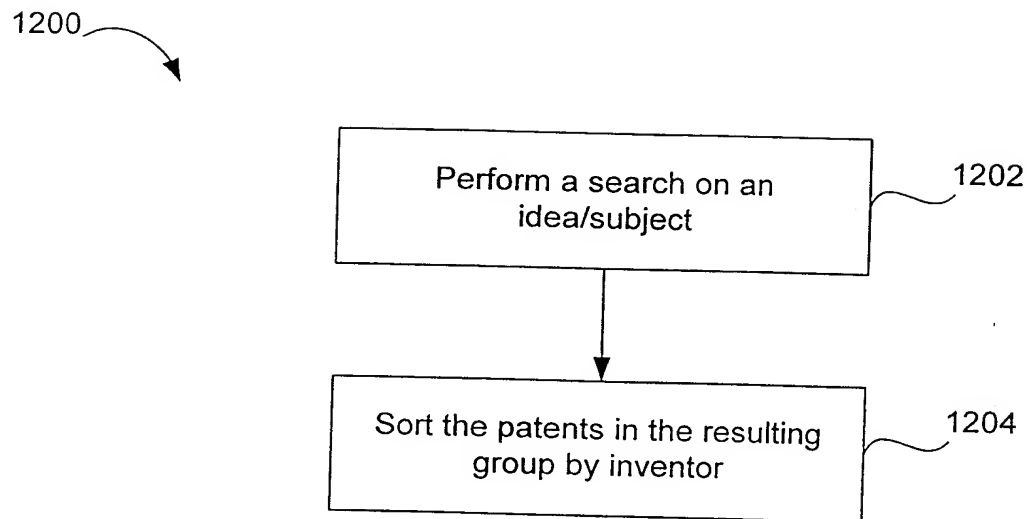 1200
Perform a search on an
idea/subject
1202
Sort the patents in the resulting
group by inventor
1204